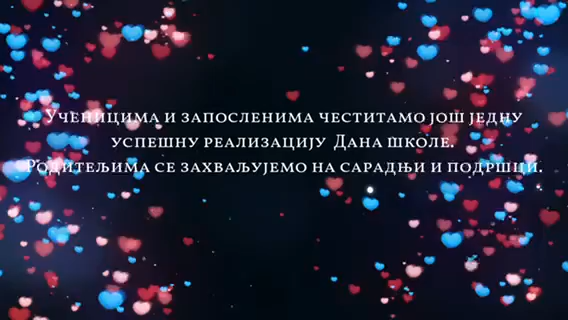 Ученицима и запосленима честитамо још једну
успешну реализацију Дана школе.
Родитељима се захваљујемо на сарадњи и подршци.